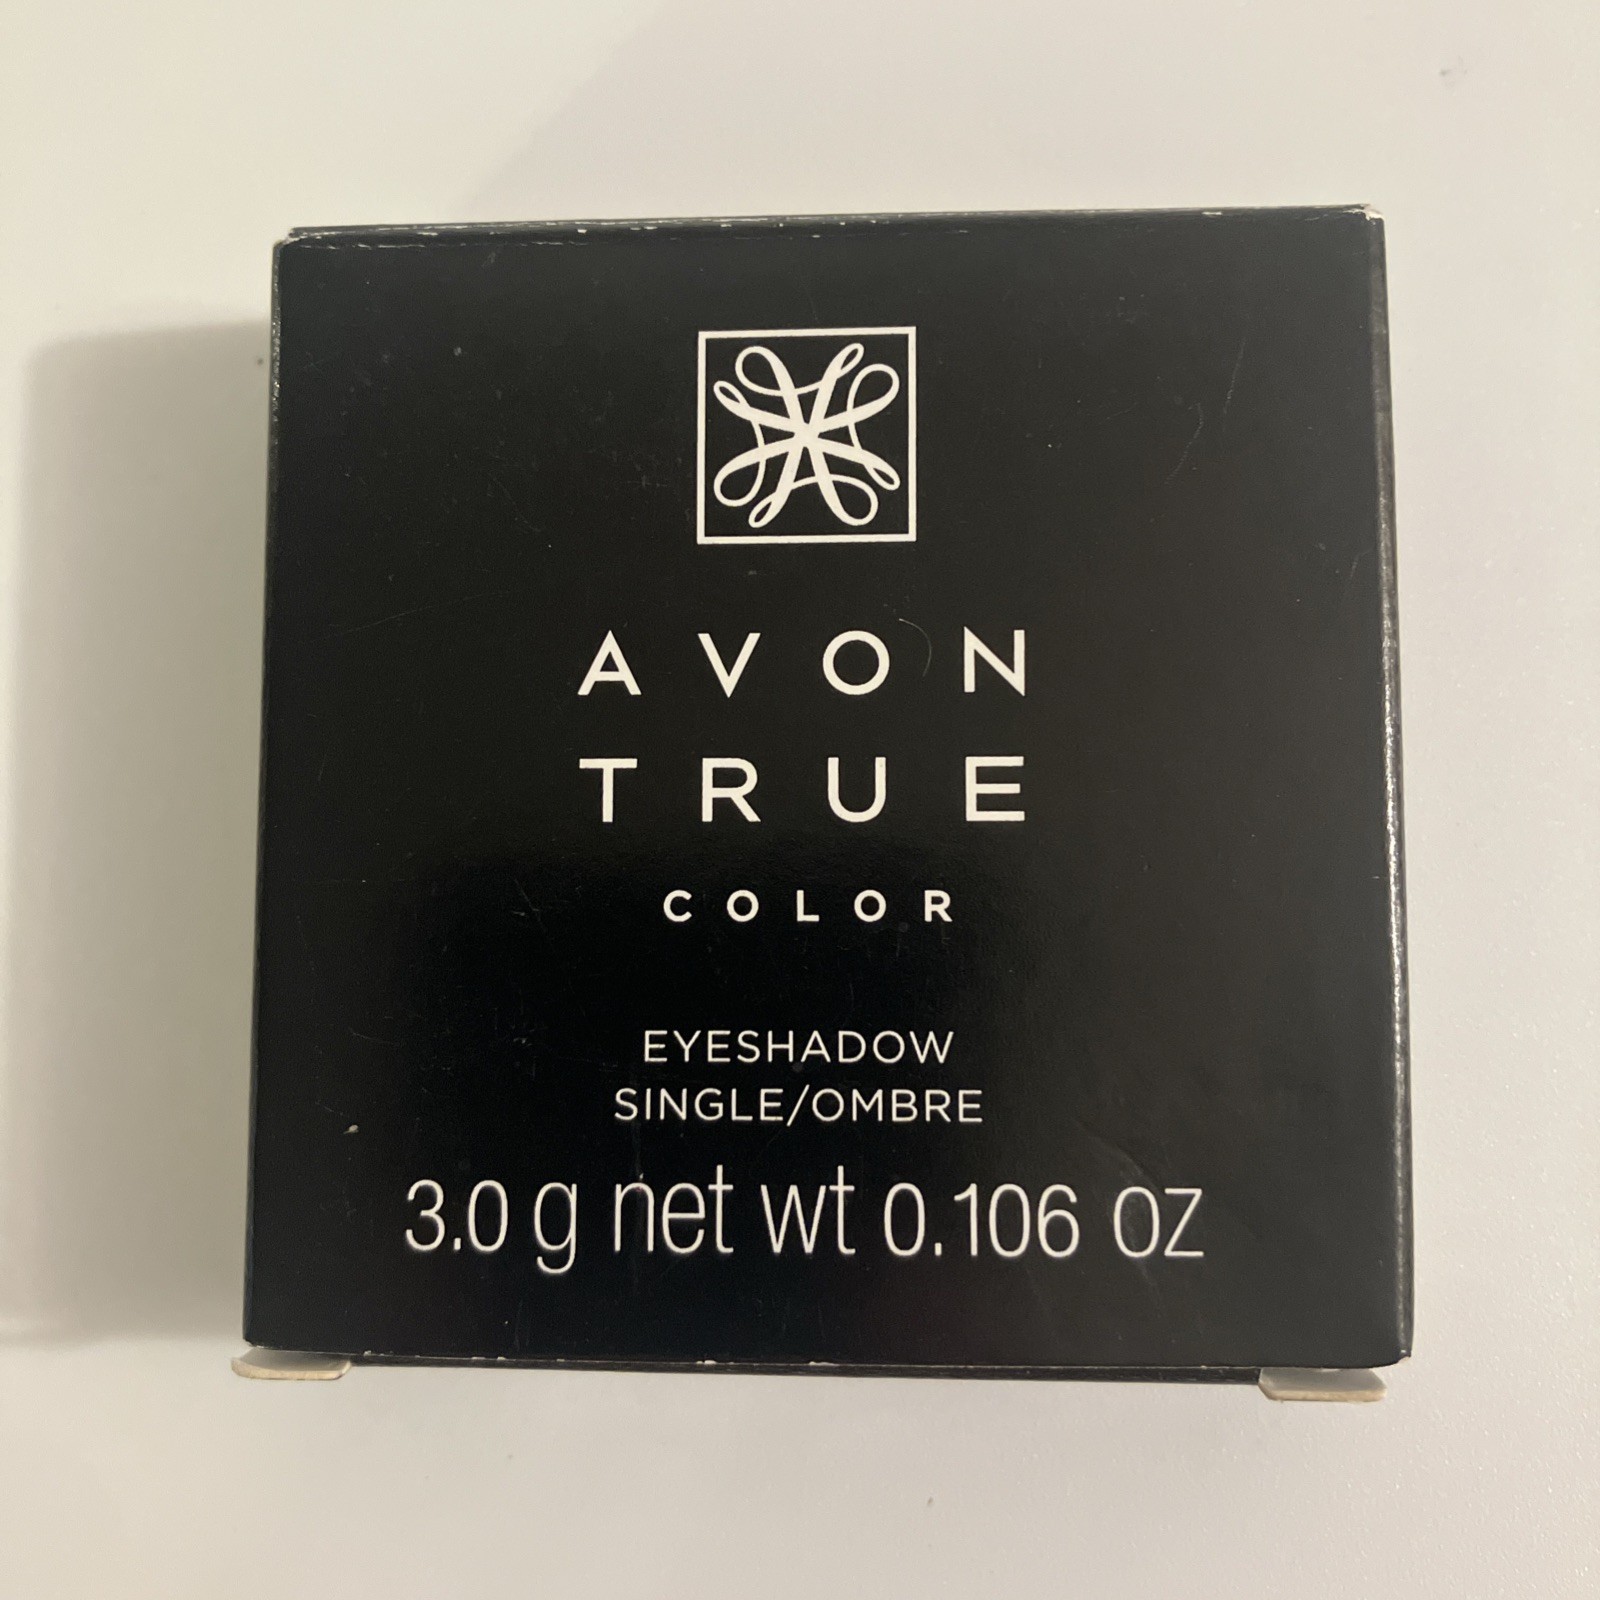 AVON
TRUE
COLOR
EYESHADOW
SINGLE/OMBRE
3.0 g net wt 0.106 OZ